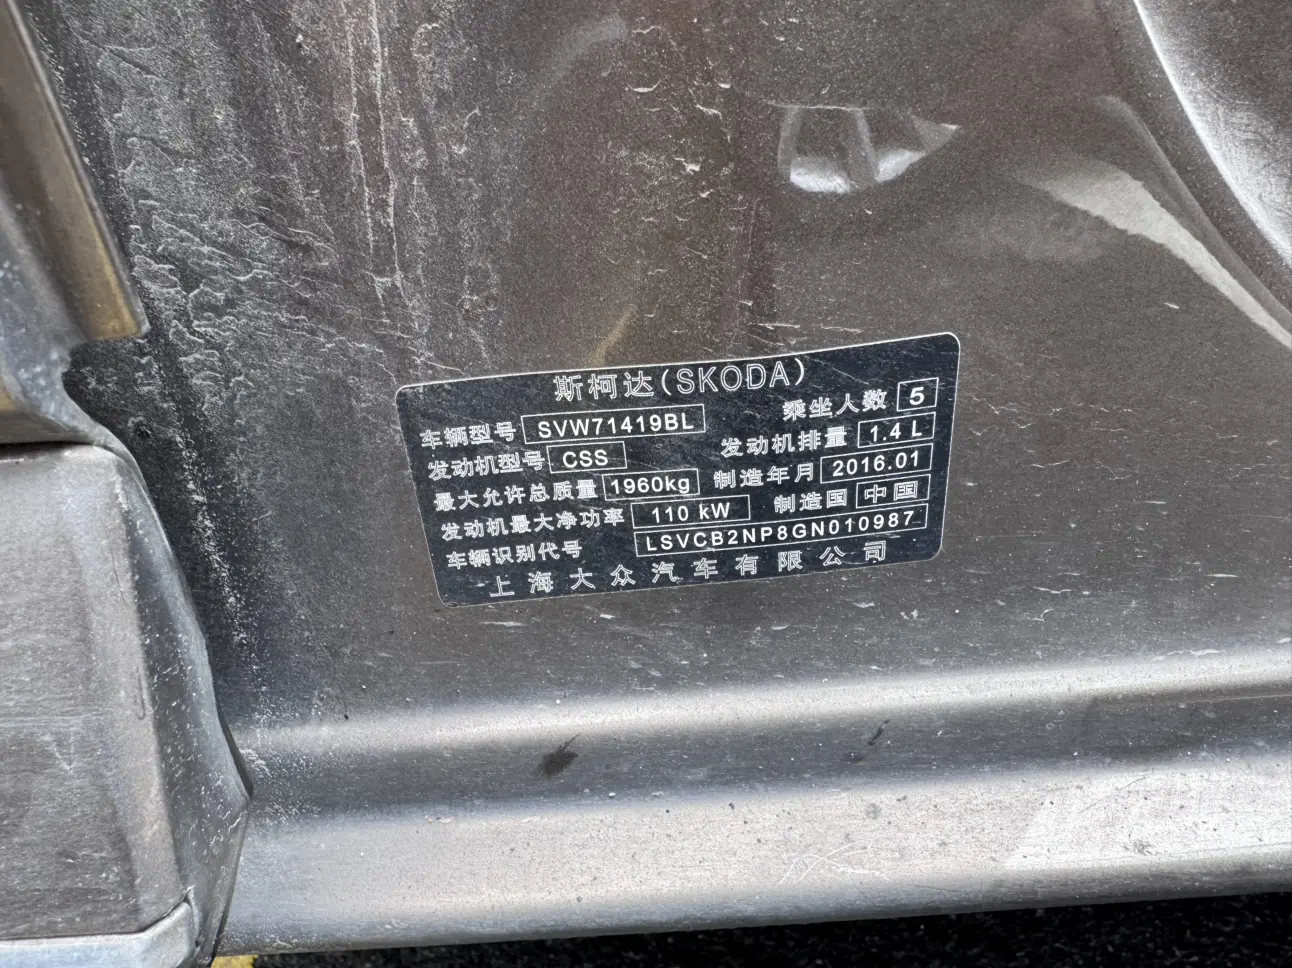 斯柯达(SKODA)
车辆型号 SVW71419BL 乘坐人数 5
发动机型号 CSS 发动机排量 1.4 L
最大允许总质量 1960kg 制造年月 2016.01
发动机最大净功率 110 kW 制造国 中国
车辆识别代号 LSVCB2NP8GN010987
上海大众汽车有限公司